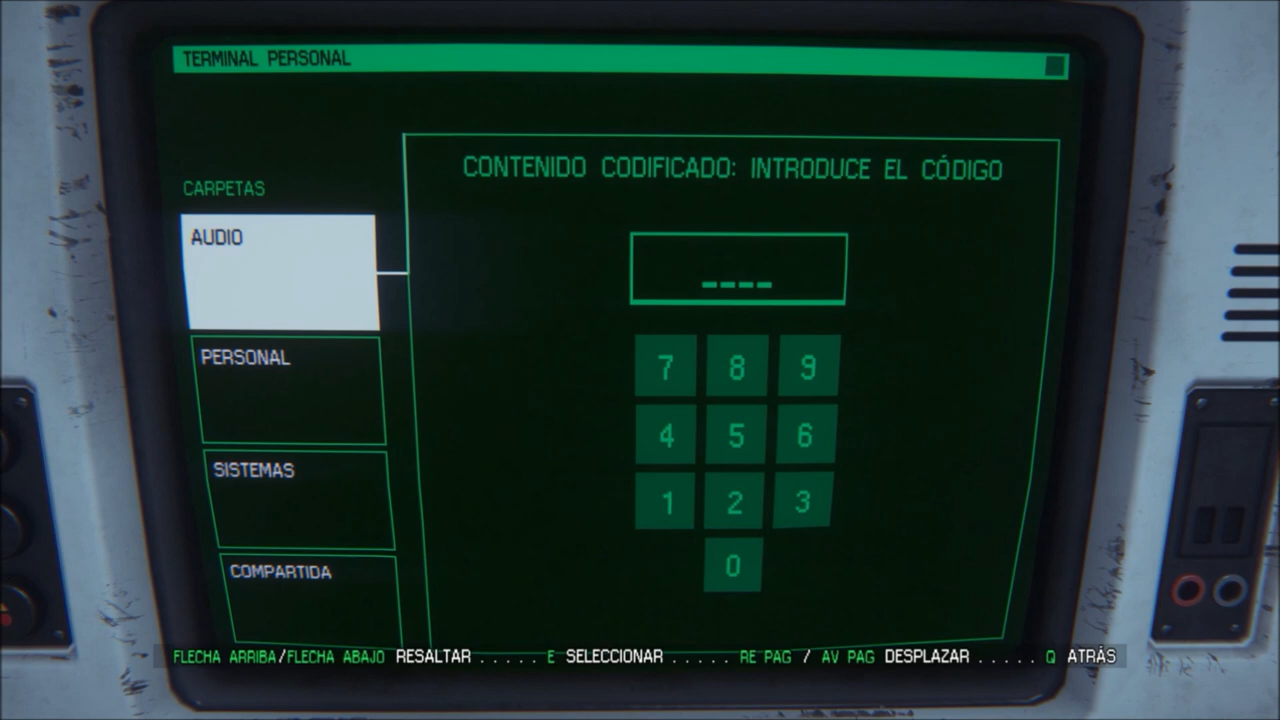 TERMINAL PERSONAL
CONTENIDO CODIFICADO: INTRODUCE EL CÓDIGO
CARPETAS
AUDIO
PERSONAL
SISTEMAS
COMPARTIDA
_ _ _ _
7 8 9
4 5 6
1 2 3
0
FLECHA ARRIBA/FLECHA ABAJO RESALTAR ..... E SELECCIONAR ..... RE PAG / AV PAG DESPLAZAR ..... Q ATRÁS